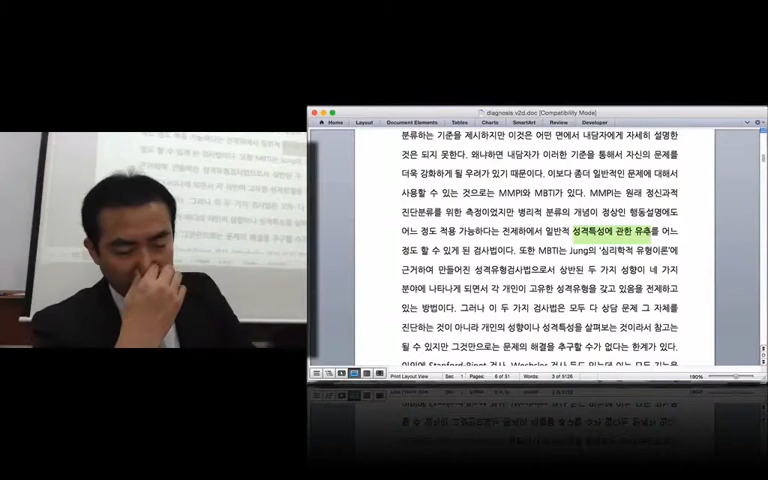 diagnosis v2d.doc [Compatibility Mode]
Home Layout Document Elements Tables Charts SmartArt Review Developer
분류하는 기준을 제시하지만 이것은 어떤 면에서 내담자에게 자세히 설명한
것은 되지 못한다. 왜냐하면 내담자가 이러한 기준을 통해서 자신의 문제를
더욱 강화하게 될 우려가 있기 때문이다. 이보다 좀더 일반적인 문제에 대해서
사용할 수 있는 것으로는 MMPI와 MBTI가 있다. MMPI는 원래 정신과적
진단분류를 위한 측정이었지만 병리적 분류의 개념이 정상인 행동설명에도
어느 정도 적용 가능하다는 전제하에서 일반적 성격특성에 관한 유추를 어느
정도 할 수 있게 된 검사법이다. 또한 MBTI는 Jung의 '심리학적 유형이론'에
근거하여 만들어진 성격유형검사법으로서 상반된 두 가지 성향이 네 가지
분야에 나타나게 되면서 각 개인이 고유한 성격유형을 갖고 있음을 전제하고
있는 방법이다. 그러나 이 두 가지 검사법은 모두 다 상담 문제 그 자체를
진단하는 것이 아니라 개인의 성향이나 성격특성을 살펴보는 것이라서 참고는
될 수 있지만 그것만으로는 문제의 해결을 추구할 수가 없다는 한계가 있다.
이외에 Stanford-Binet 검사, Wechsler 검사
Print Layout View Sec 1 Pages: 6 of 51 Words: 3 of 5126 190%